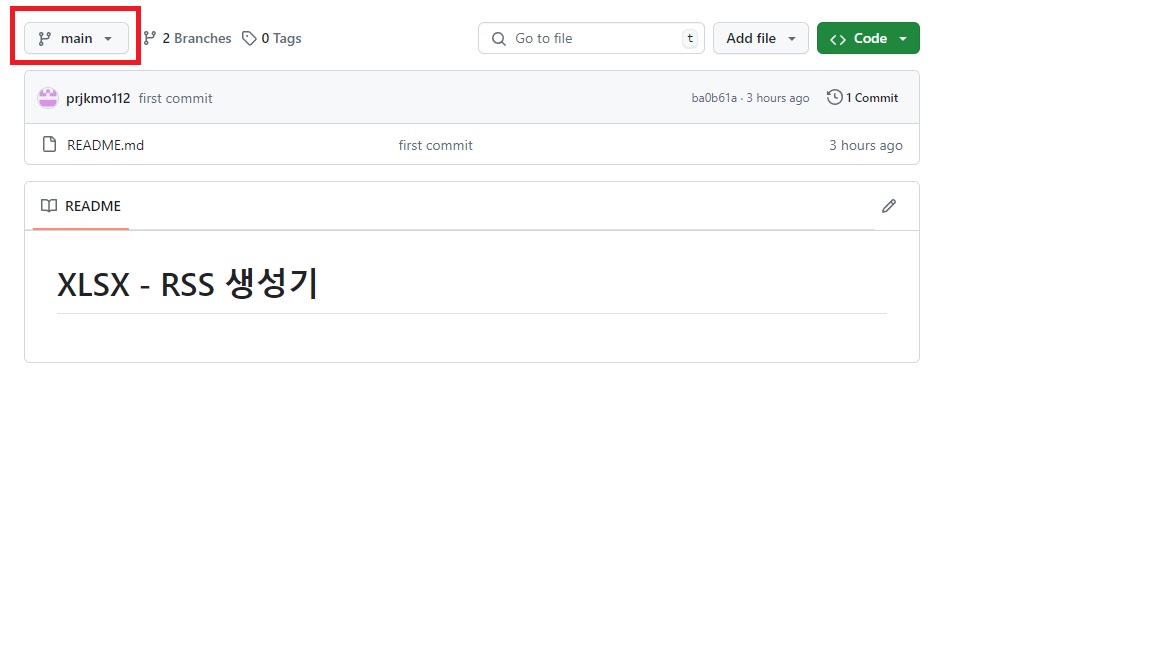 main 2 Branches 0 Tags Go to file t Add file Code
prjkmo112 first commit ba0b61a · 3 hours ago 1 Commit
README.md first commit 3 hours ago
README
XLSX - RSS 생성기